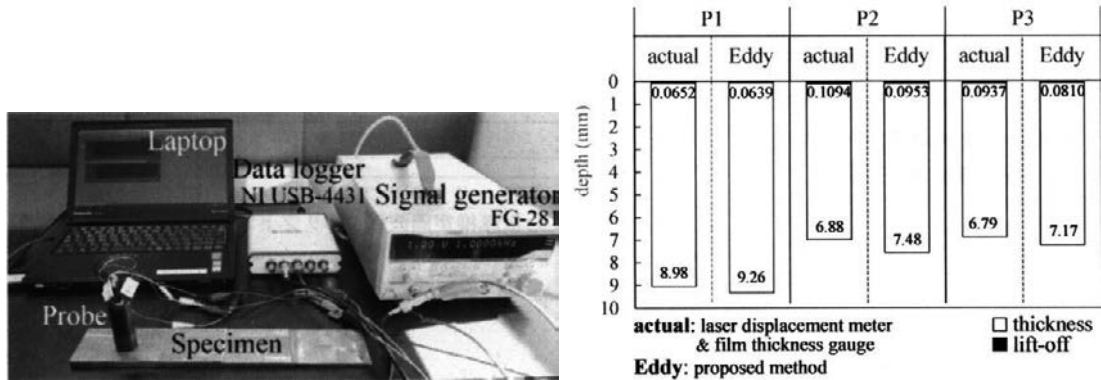 Laptop
Data logger
NI USB-4431
Signal generator
FG-281
Probe
Specimen
P1 P2 P3
actual Eddy actual Eddy actual Eddy
0 0.0652 0.0639 0.1094 0.0953 0.0937 0.0810
1
2
3
4
5
6
7
8
9
10
depth (mm)
6.88 7.48 6.79 7.17
8.98 9.26
actual: laser displacement meter
& film thickness gauge
Eddy: proposed method
thickness
lift-off